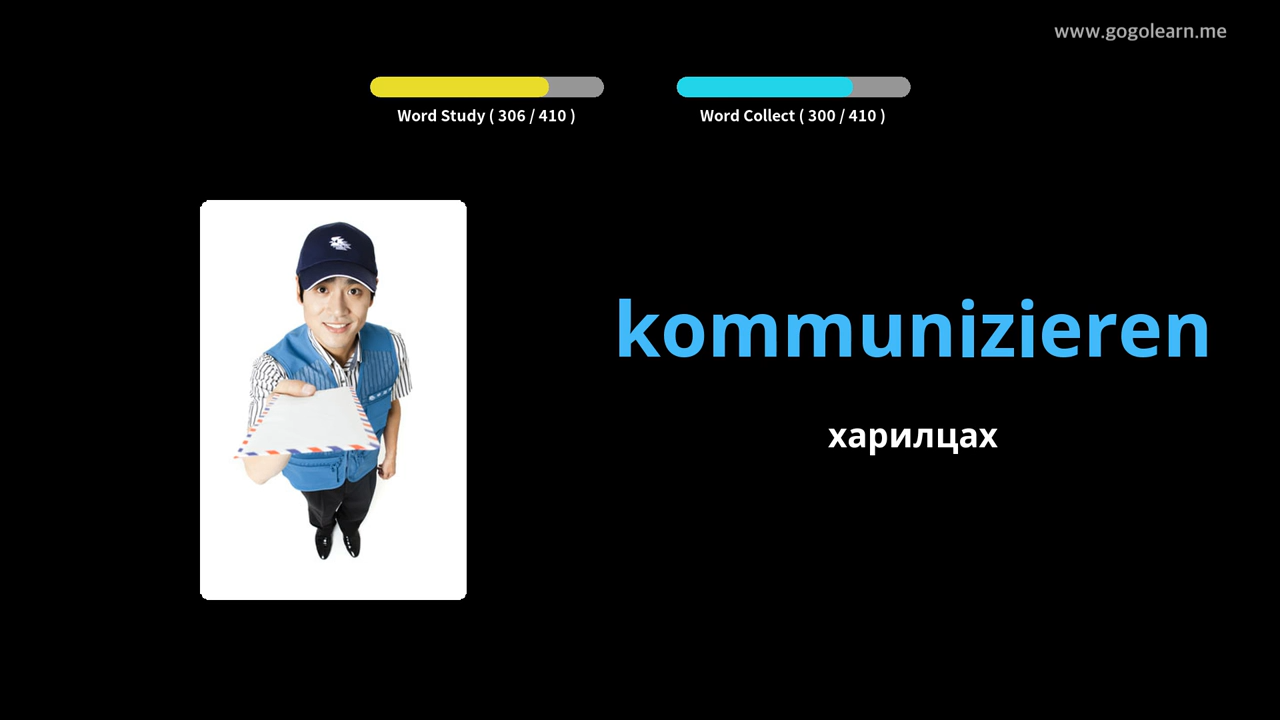 www.gogolearn.me
Word Study ( 306 / 410 )
Word Collect ( 300 / 410 )
kommunizieren
харилцах